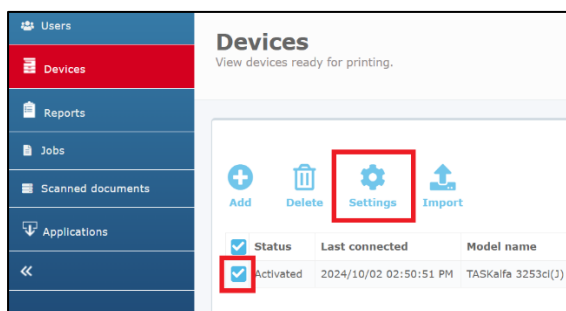 Users
Devices
Reports
Jobs
Scanned documents
Applications
«
Devices
View devices ready for printing.
Add Delete Settings Import
Status Last connected Model name
Activated 2024/10/02 02:50:51 PM TASKalfa 3253ci(J)